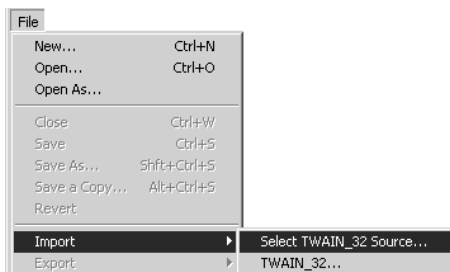 File
New... Ctrl+N
Open... Ctrl+O
Open As...
Close Ctrl+W
Save Ctrl+S
Save As... Shft+Ctrl+S
Save a Copy... Alt+Ctrl+S
Revert
Import Select TWAIN_32 Source...
Export TWAIN_32...